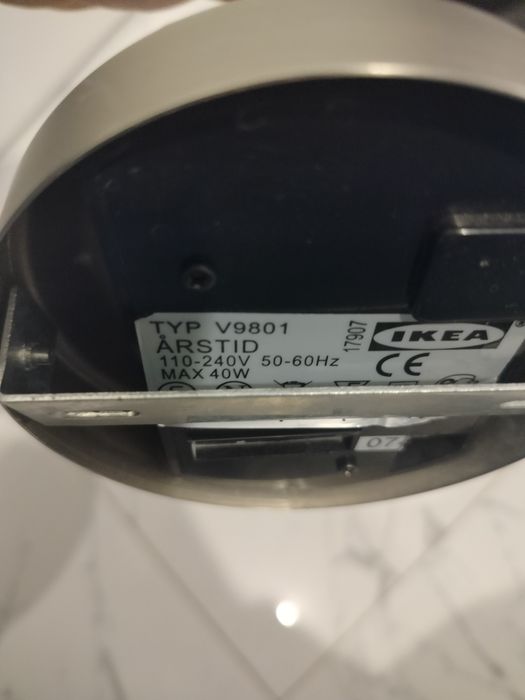 TYP V9801
ÅRSTID
110-240V 50-60Hz
MAX 40W
17907
IKEA
CE
07